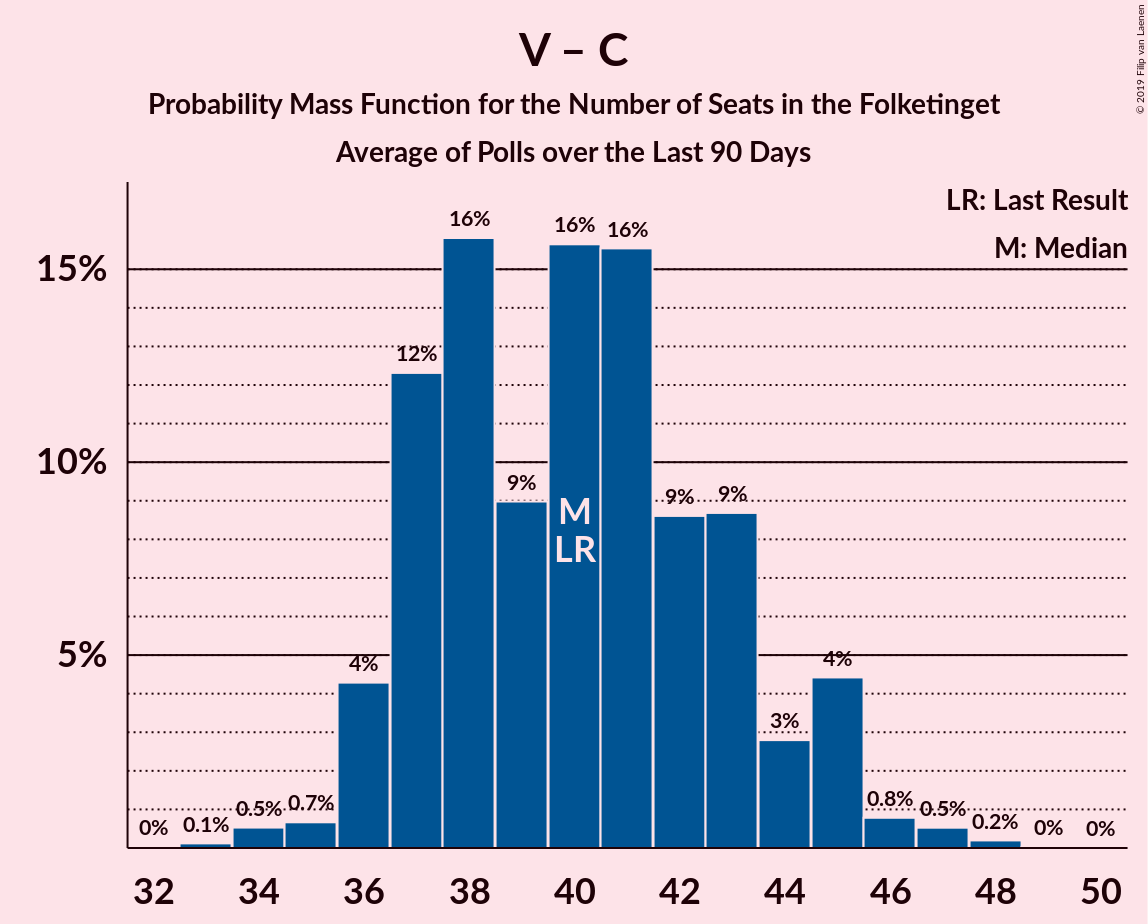 V – C
Probability Mass Function for the Number of Seats in the Folketinget
Average of Polls over the Last 90 Days
© 2019 Filip van Laenen
LR: Last Result
M: Median
15%
10%
5%
0%
0.1%
0.5%
0.7%
4%
12%
16%
9%
16%
16%
9%
9%
3%
4%
0.8%
0.5%
0.2%
0%
0%
M
LR
32 34 36 38 40 42 44 46 48 50